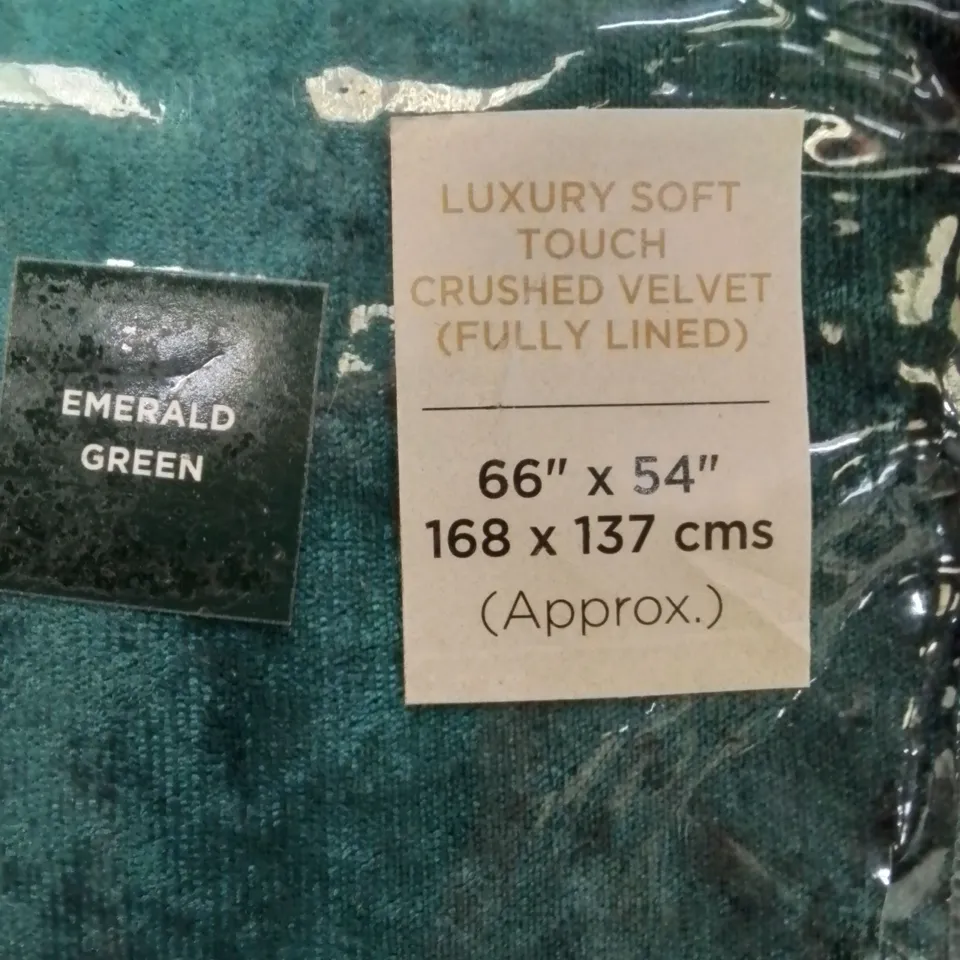 EMERALD
GREEN
LUXURY SOFT
TOUCH
CRUSHED VELVET
(FULLY LINED)
66" x 54"
168 x 137 cms
(Approx.)